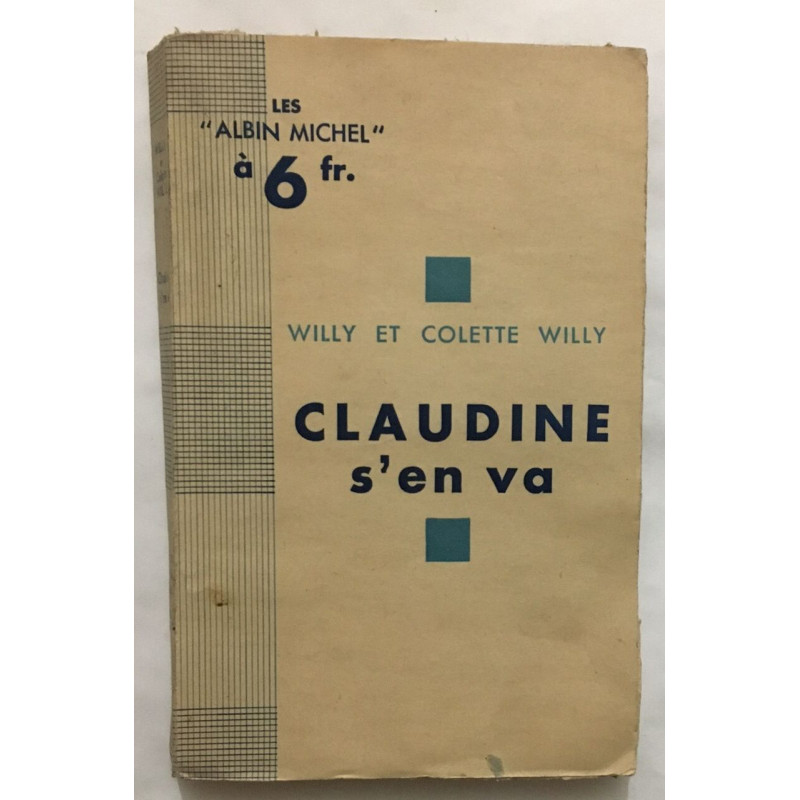 LES
"ALBIN MICHEL"
à 6 fr.
WILLY ET COLETTE WILLY
CLAUDINE
s'en va